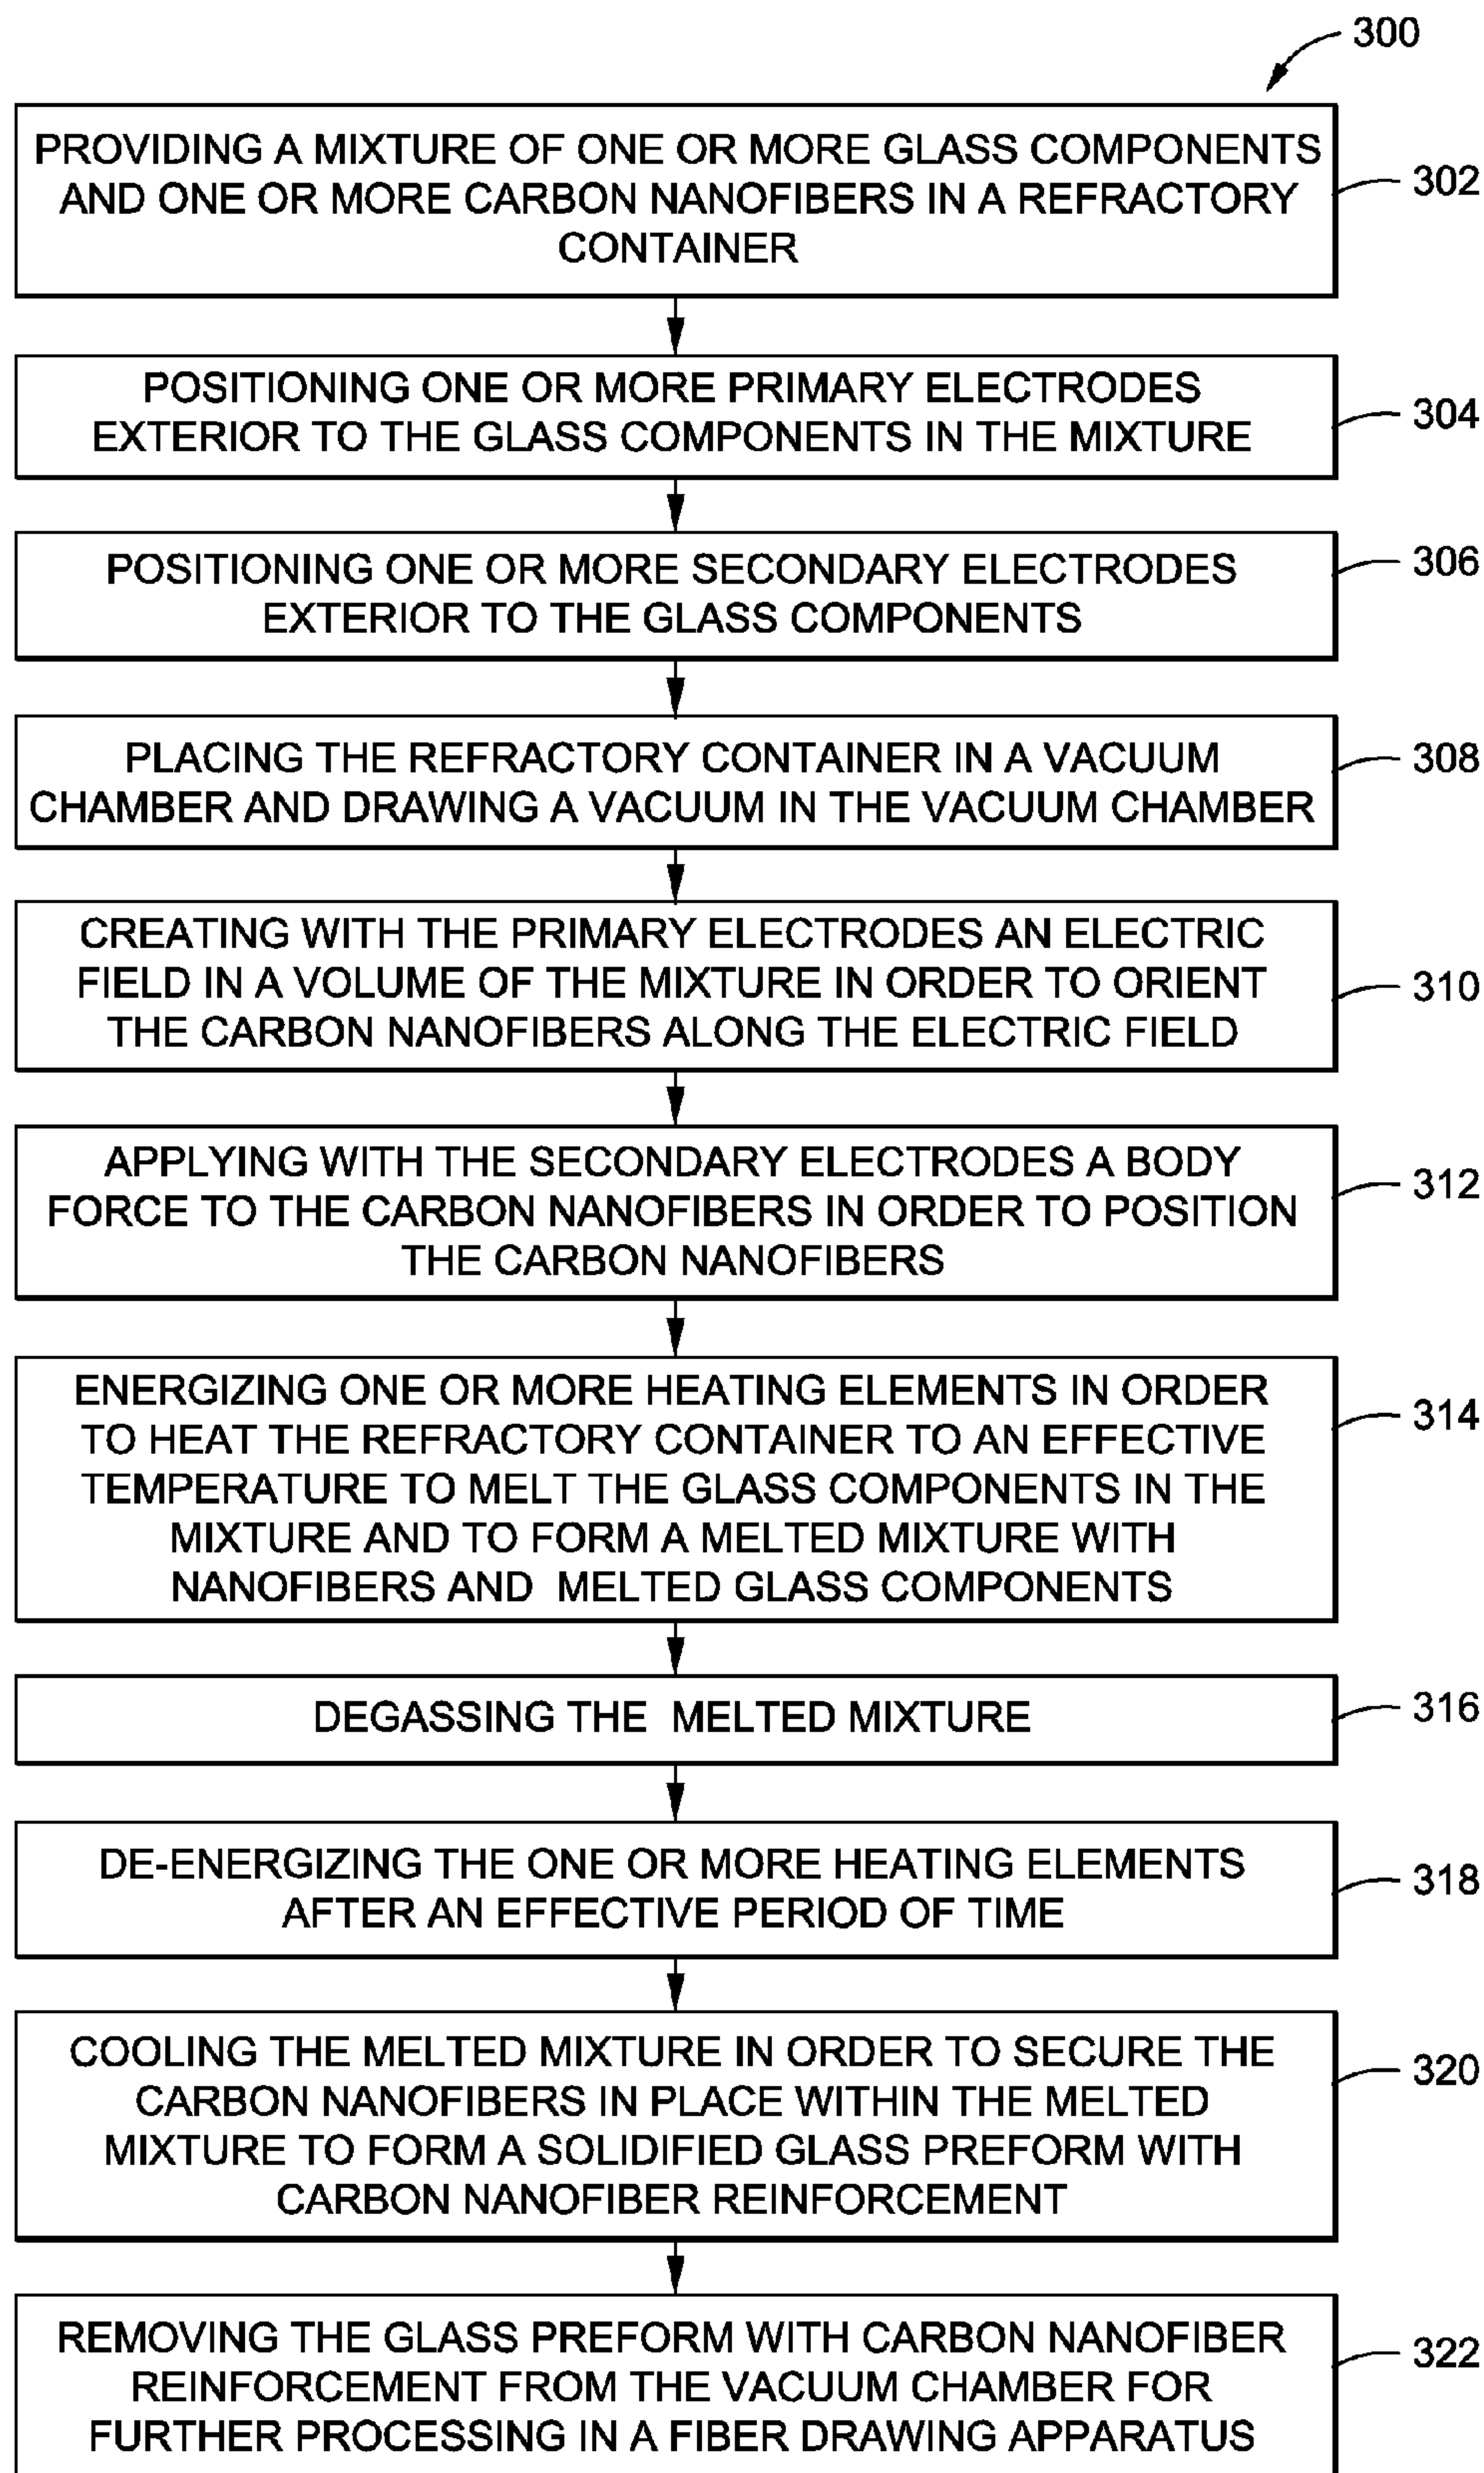 300
PROVIDING A MIXTURE OF ONE OR MORE GLASS COMPONENTS
AND ONE OR MORE CARBON NANOFIBERS IN A REFRACTORY
CONTAINER
302
POSITIONING ONE OR MORE PRIMARY ELECTRODES
EXTERIOR TO THE GLASS COMPONENTS IN THE MIXTURE
304
POSITIONING ONE OR MORE SECONDARY ELECTRODES
EXTERIOR TO THE GLASS COMPONENTS
306
PLACING THE REFRACTORY CONTAINER IN A VACUUM
CHAMBER AND DRAWING A VACUUM IN THE VACUUM CHAMBER
308
CREATING WITH THE PRIMARY ELECTRODES AN ELECTRIC
FIELD IN A VOLUME OF THE MIXTURE IN ORDER TO ORIENT
THE CARBON NANOFIBERS ALONG THE ELECTRIC FIELD
310
APPLYING WITH THE SECONDARY ELECTRODES A BODY
FORCE TO THE CARBON NANOFIBERS IN ORDER TO POSITION
THE CARBON NANOFIBERS
312
ENERGIZING ONE OR MORE HEATING ELEMENTS IN ORDER
TO HEAT THE REFRACTORY CONTAINER TO AN EFFECTIVE
TEMPERATURE TO MELT THE GLASS COMPONENTS IN THE
MIXTURE AND TO FORM A MELTED MIXTURE WITH
NANOFIBERS AND MELTED GLASS COMPONENTS
314
DEGASSING THE MELTED MIXTURE
316
DE-ENERGIZING THE ONE OR MORE HEATING ELEMENTS
AFTER AN EFFECTIVE PERIOD OF TIME
318
COOLING THE MELTED MIXTURE IN ORDER TO SECURE THE
CARBON NANOFIBERS IN PLACE WITHIN THE MELTED
MIXTURE TO FORM A SOLIDIFIED GLASS PREFORM WITH
CARBON NANOFIBER REINFORCEMENT
320
REMOVING THE GLASS PREFORM WITH CARBON NANOFIBER
REINFORCEMENT FROM THE VACUUM CHAMBER FOR
FURTHER PROCESSING IN A FIBER DRAWING APPARATUS
322